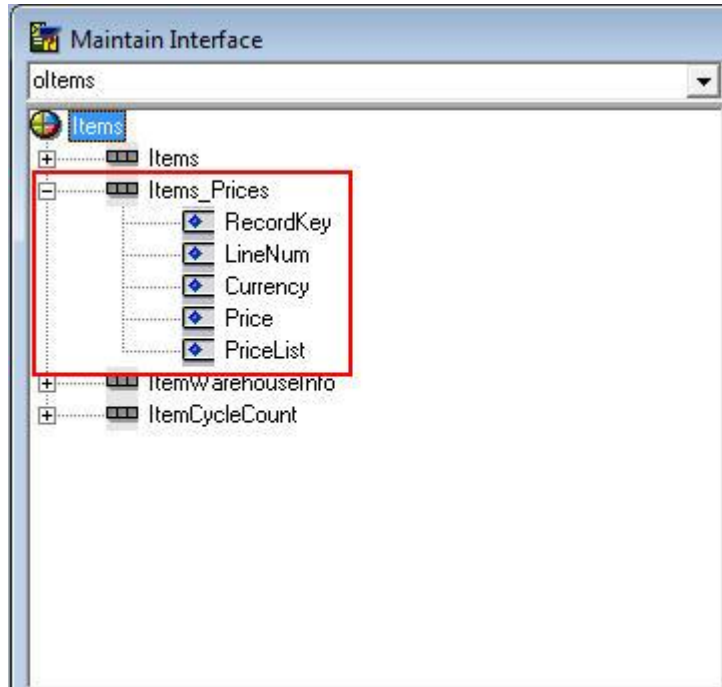 Maintain Interface
oItems
Items
Items
Items_Prices
RecordKey
LineNum
Currency
Price
PriceList
ItemWarehouseInfo
ItemCycleCount